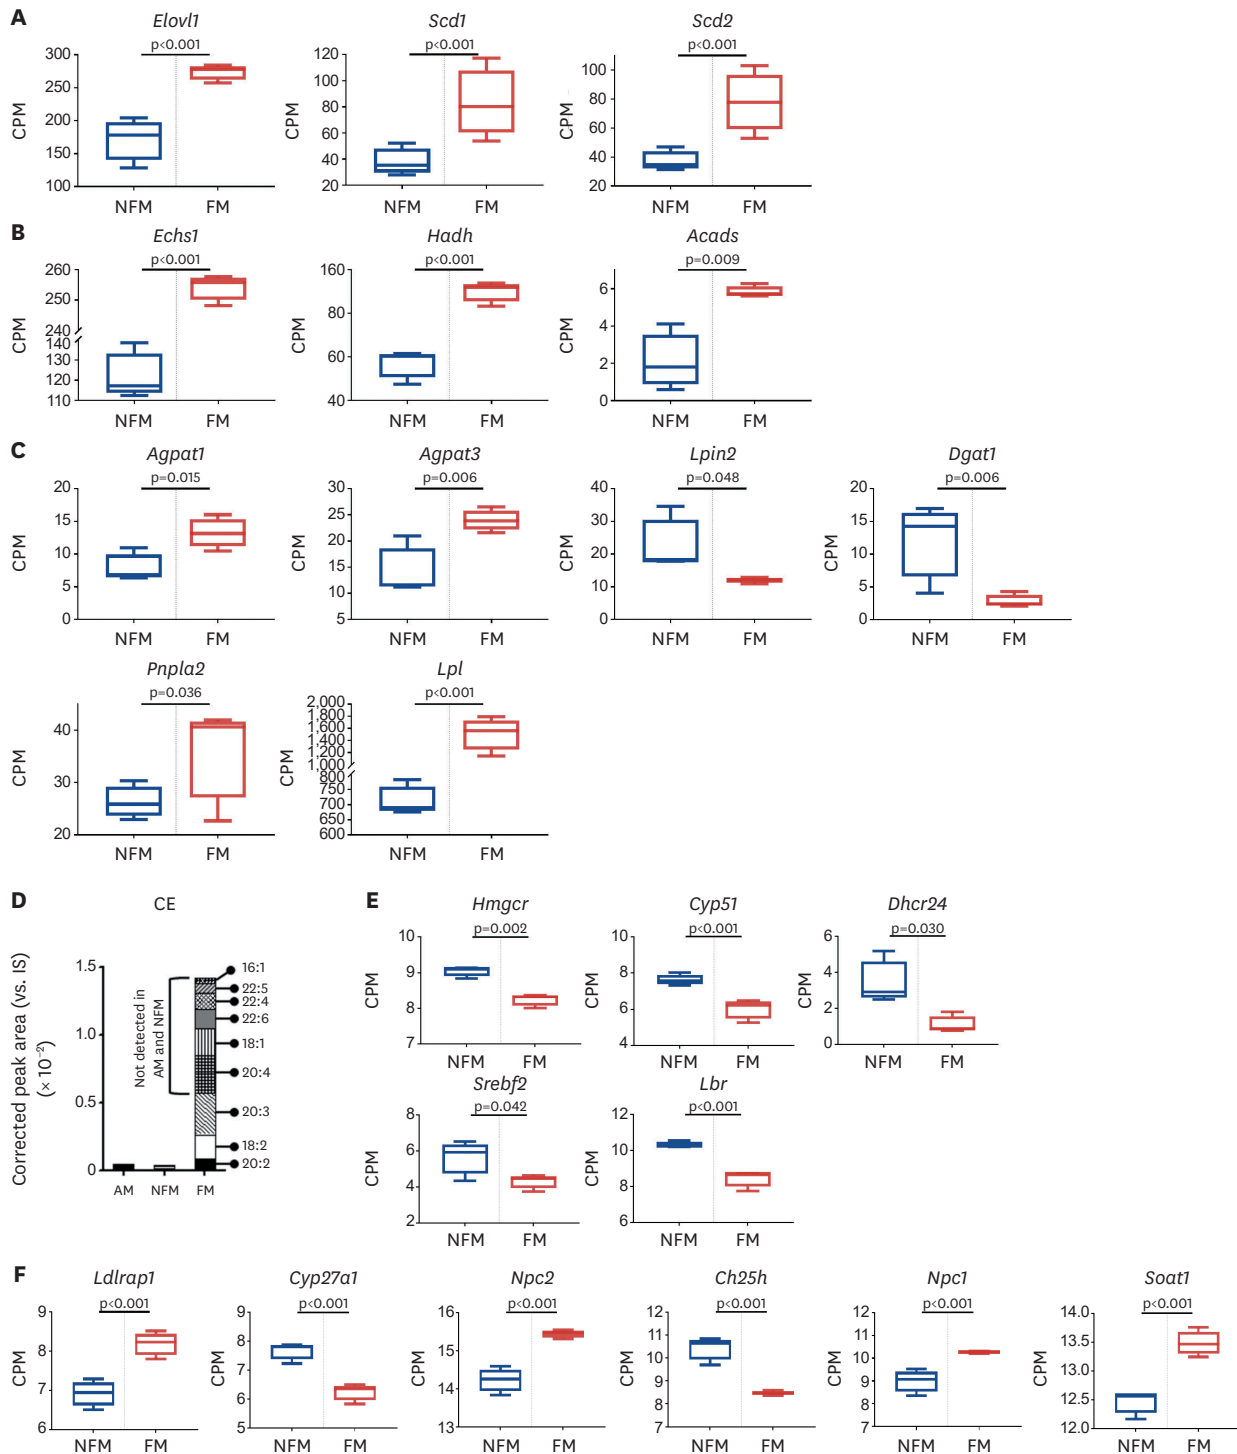 A
Elovl1
p<0.001
CPM
300
250
200
150
100
NFM
FM
Scd1
p<0.001
CPM
120
100
80
60
40
20
NFM
FM
Scd2
p<0.001
CPM
100
80
60
40
20
NFM
FM
B
Echs1
p<0.001
CPM
260
250
240
140
130
120
110
NFM
FM
Hadh
p<0.001
CPM
160
80
60
40
NFM
FM
Acads
p=0.009
CPM
6
4
2
0
NFM
FM
C
Agpat1
p=0.015
CPM
20
15
10
5
0
NFM
FM
Agpat3
p=0.006
CPM
30
25
20
15
10
5
NFM
FM
Lpin2
p=0.048
CPM
40
30
20
10
0
NFM
FM
Dgat1
p=0.006
CPM
20
15
10
5
0
NFM
FM
Pnpla2
p=0.036
CPM
40
30
20
NFM
FM
Lpl
p<0.001
CPM
2,000
1,800
1,600
1,400
1,200
1,000
800
750
700
650
600
NFM
FM
D
CE
Corrected peak area (vs. IS)
(× 10⁻²)
1.5
1.0
0.5
0
Not detected in
AM and NFM
16:1
22:5
22:4
22:6
18:1
20:4
20:3
18:2
20:2
AM
NFM
FM
E
Hmgcr
p=0.002
CPM
10
9
8
7
NFM
FM
Cyp51
p<0.001
CPM
10
8
6
4
NFM
FM
Dhcr24
p=0.030
CPM
6
4
2
0
NFM
FM
Srebf2
p=0.042
CPM
8
6
4
2
NFM
FM
Lbr
p<0.001
CPM
12
10
8
6
NFM
FM
F
Ldlrap1
p<0.001
CPM
9
8
7
6
NFM
FM
Cyp27a1
p<0.001
CPM
9
8
7
6
5
NFM
FM
Npc2
p<0.001
CPM
16
15
14
13
NFM
FM
Ch25h
p<0.001
CPM
12
11
10
9
8
7
NFM
FM
Npc1
p<0.001
CPM
12
11
10
9
8
7
NFM
FM
Soat1
p<0.001
CPM
14.0
13.5
13.0
12.5
12.0
NFM
FM